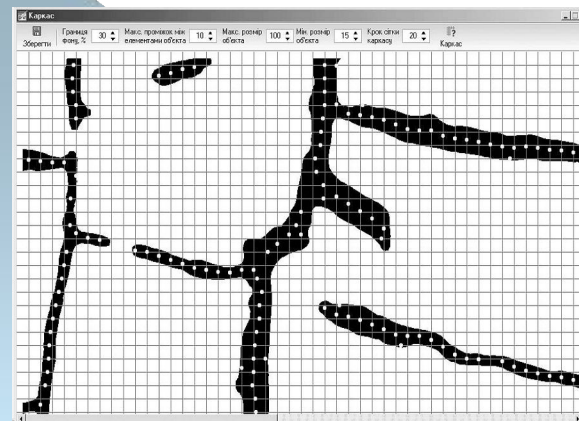 Каркас
Зберегти
Границя
фону, %
30
Макс. проміжок між
елементами об'єкта
10
Макс. розмір
об'єкта
100
Мін. розмір
об'єкта
15
Крок сітки
каркасу
20
Каркас